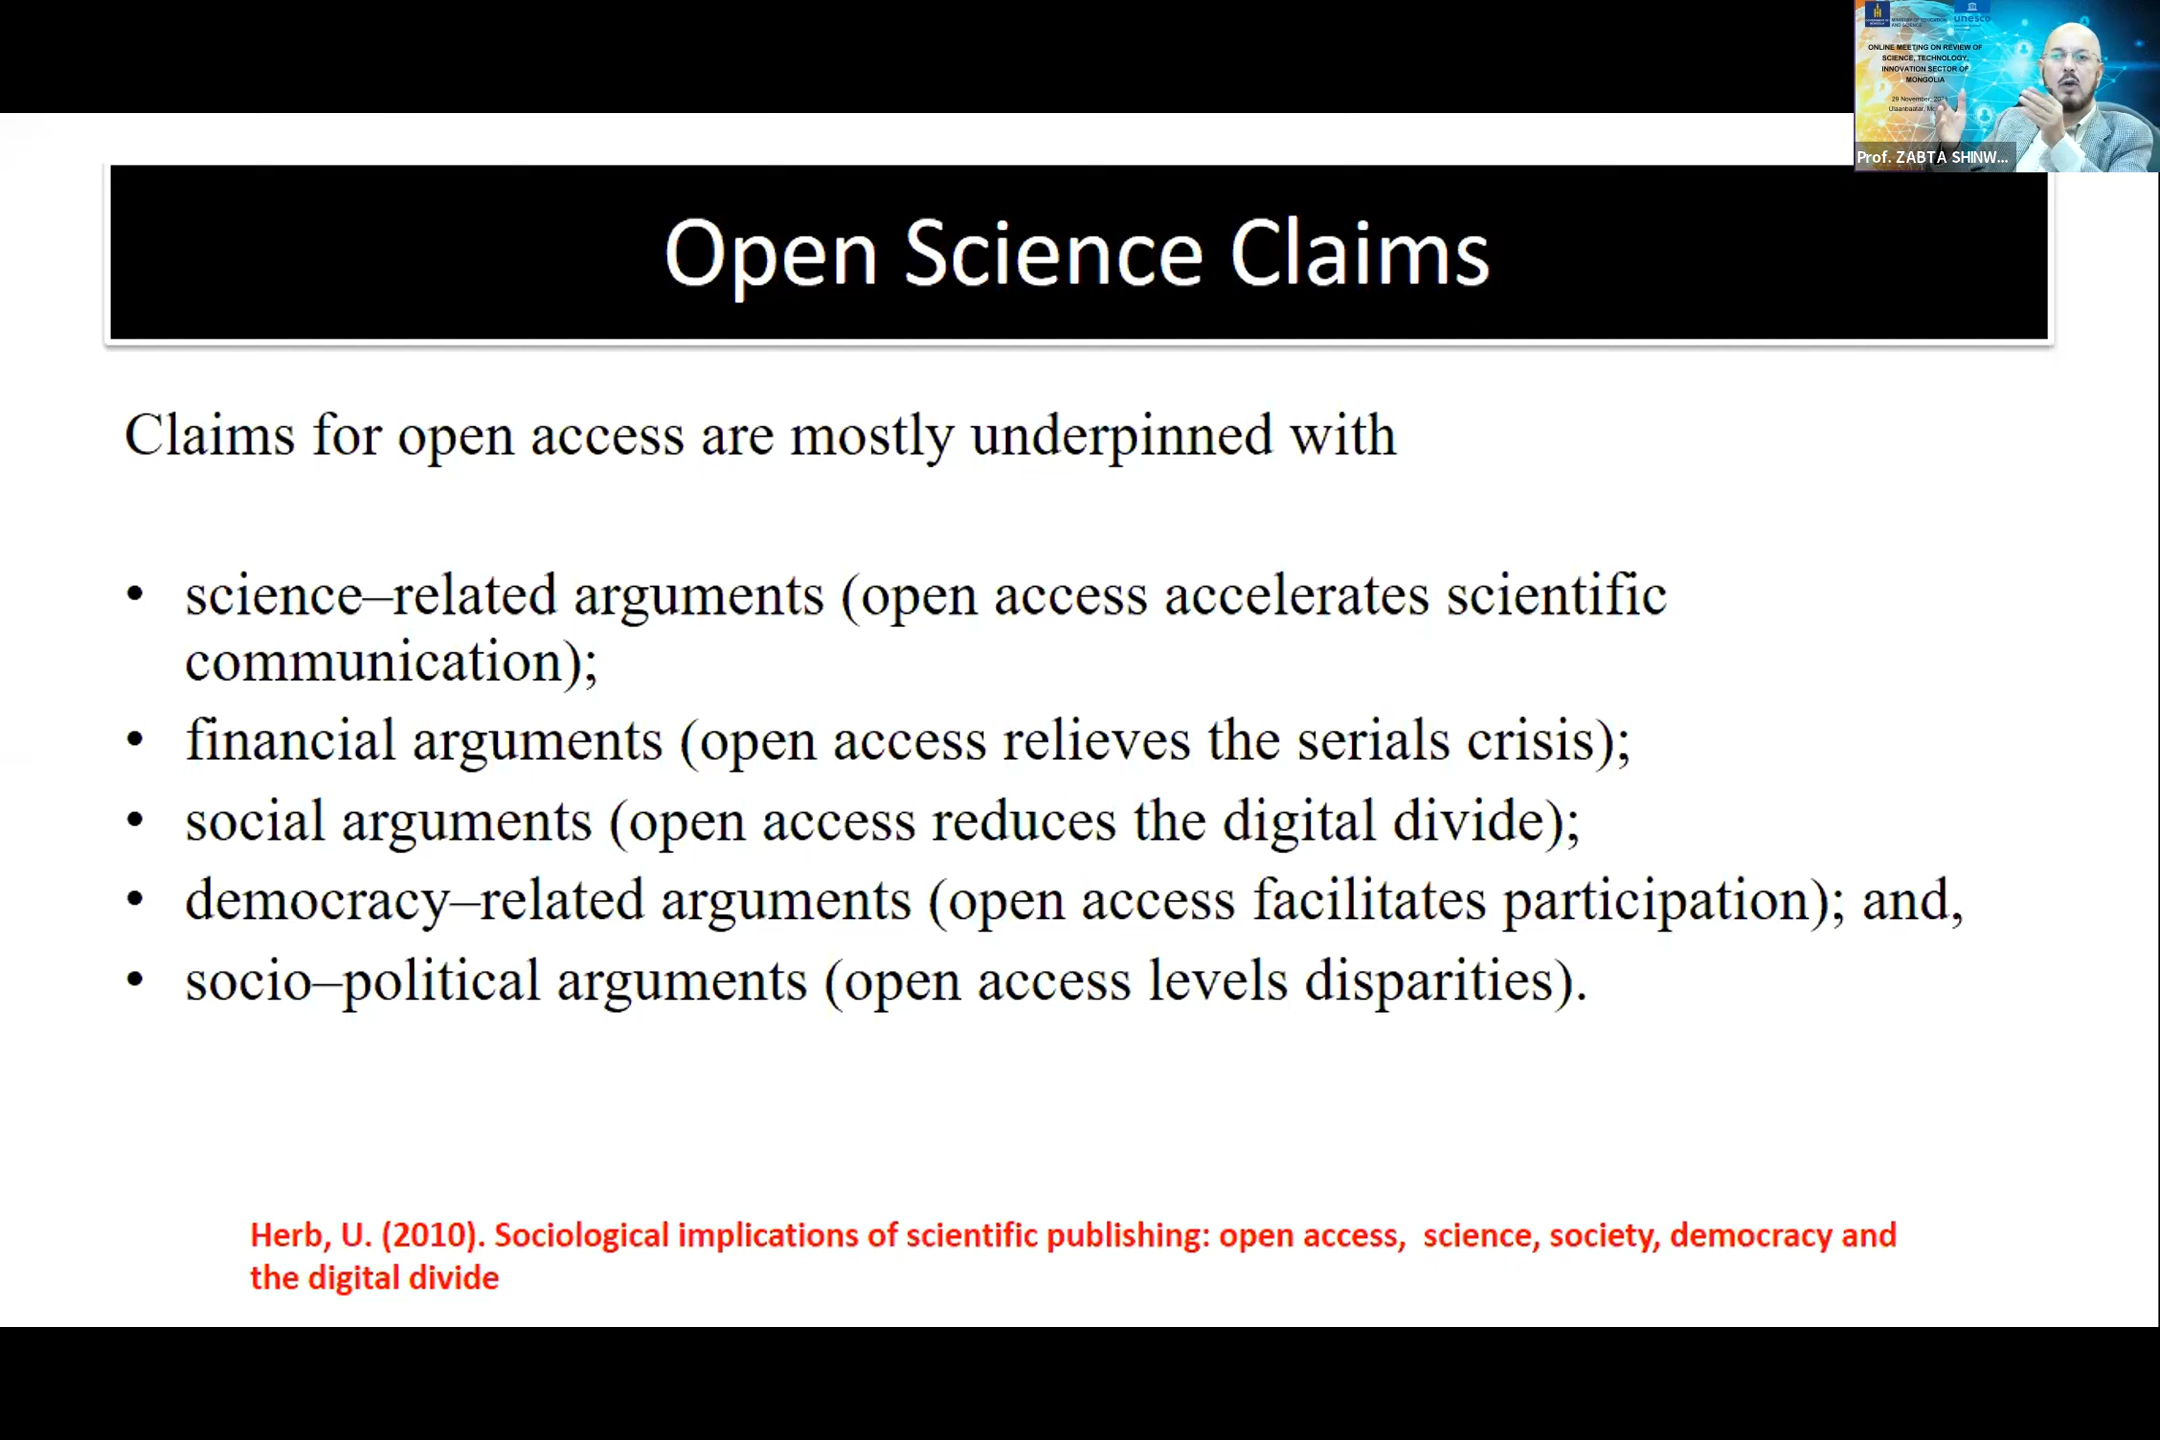 unesco
ONLINE MEETING ON REVIEW OF
SCIENCE, TECHNOLOGY,
INNOVATION SECTOR OF
MONGOLIA
29 November,
Ulaanbaatar,
Prof. ZABTA SHINW...
Open Science Claims
Claims for open access are mostly underpinned with
• science–related arguments (open access accelerates scientific
communication);
• financial arguments (open access relieves the serials crisis);
• social arguments (open access reduces the digital divide);
• democracy–related arguments (open access facilitates participation); and,
• socio–political arguments (open access levels disparities).
Herb, U. (2010). Sociological implications of scientific publishing: open access, science, society, democracy and
the digital divide